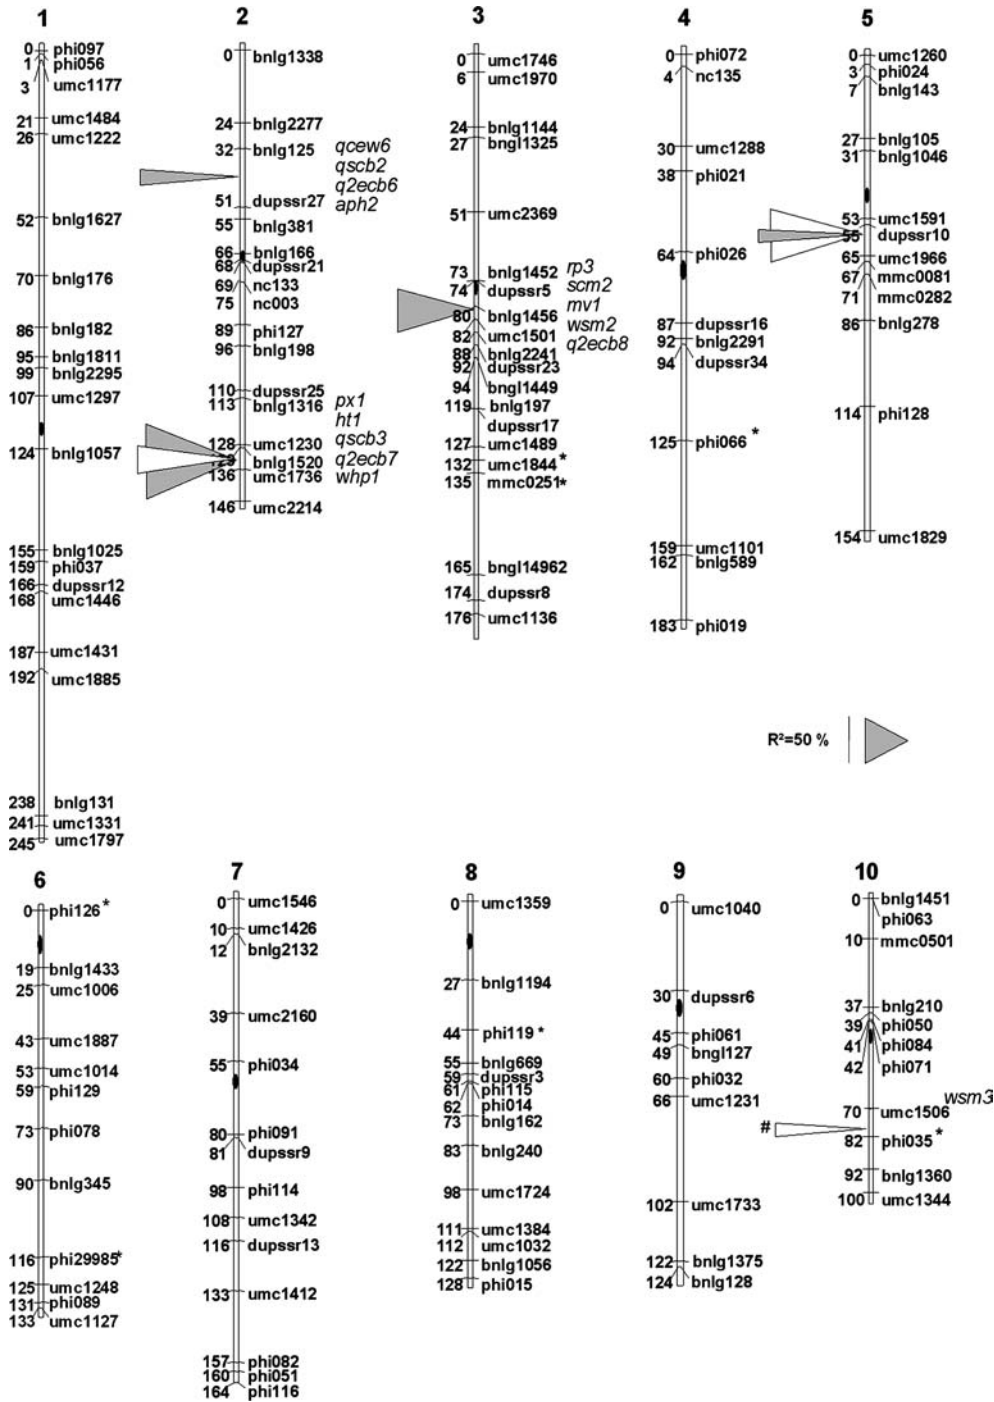 1
0 phi097
1 phi056
3 umc1177
21 umc1484
26 umc1222
52 bnlg1627
70 bnlg176
86 bnlg182
95 bnlg1811
99 bnlg2295
107 umc1297
124 bnlg1057
155 bnlg1025
159 phi037
166 dupssr12
168 umc1446
187 umc1431
192 umc1885
238 bnlg131
241 umc1331
245 umc1797
2
0 bnlg1338
24 bnlg2277
32 bnlg125
51 dupssr27
55 bnlg381
66 bnlg166
68 dupssr21
69 nc133
75 nc003
89 phi127
96 bnlg198
110 dupssr25
113 bnlg1316
128 umc1230
bnlg1520
136 umc1736
146 umc2214
qcew6
qscb2
q2ecb6
aph2
px1
ht1
qscb3
q2ecb7
whp1
3
0 umc1746
6 umc1970
24 bnlg1144
27 bngl1325
51 umc2369
73 bnlg1452
74 dupssr5
80 bnlg1456
82 umc1501
88 bnlg2241
92 dupssr23
94 bngl1449
119 bnlg197
dupssr17
127 umc1489
132 umc1844*
135 mmc0251*
165 bngl14962
174 dupssr8
176 umc1136
rp3
scm2
mv1
wsm2
q2ecb8
4
0 phi072
4 nc135
30 umc1288
38 phi021
64 phi026
87 dupssr16
92 bnlg2291
94 dupssr34
125 phi066*
159 umc1101
162 bnlg589
183 phi019
5
0 umc1260
3 phi024
7 bnlg143
27 bnlg105
31 bnlg1046
53 umc1591
55 dupssr10
65 umc1966
67 mmc0081
71 mmc0282
86 bnlg278
114 phi128
154 umc1829
R²=50 %
6
0 phi126*
19 bnlg1433
25 umc1006
43 umc1887
53 umc1014
59 phi129
73 phi078
90 bnlg345
116 phi29985*
125 umc1248
131 phi089
133 umc1127
7
0 umc1546
10 umc1426
12 bnlg2132
39 umc2160
55 phi034
80 phi091
81 dupssr9
98 phi114
108 umc1342
116 dupssr13
133 umc1412
157 phi082
160 phi051
164 phi116
8
0 umc1359
27 bnlg1194
44 phi119*
55 bnlg669
59 dupssr3
61 phi115
62 phi014
73 bnlg162
83 bnlg240
98 umc1724
111 umc1384
112 umc1032
122 bnlg1056
128 phi015
9
0 umc1040
30 dupssr6
45 phi061
49 bngl127
60 phi032
66 umc1231
102 umc1733
122 bnlg1375
124 bnlg128
10
0 bnlg1451
phi063
10 mmc0501
37 bnlg210
39 phi050
41 phi084
42 phi071
70 umc1506
82 phi035*
92 bnlg1360
100 umc1344
wsm3
#